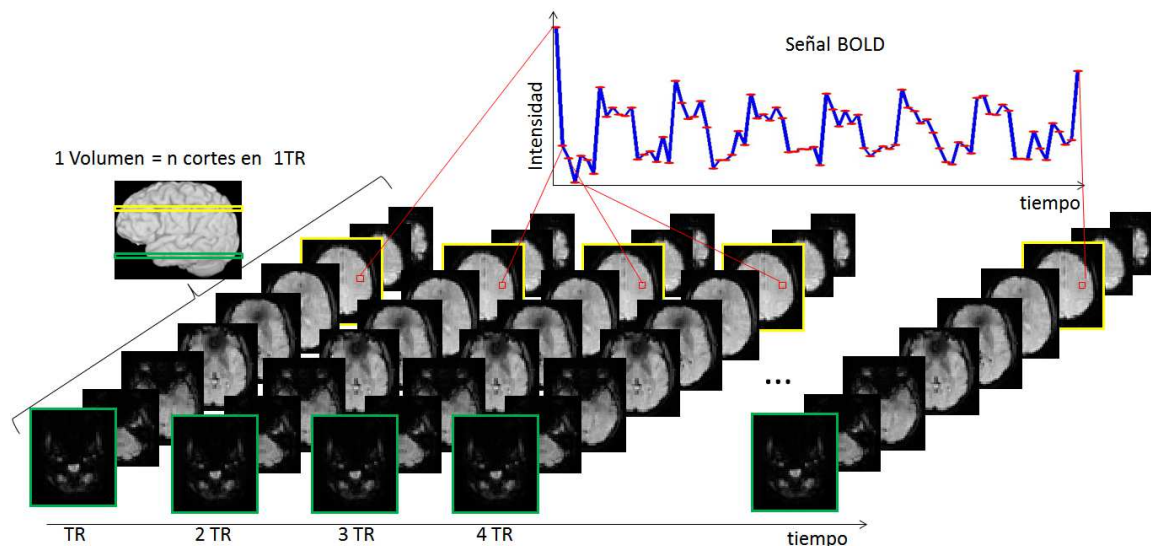 Señal BOLD
Intensidad
tiempo
1 Volumen = n cortes en 1TR
...
TR
2 TR
3 TR
4 TR
tiempo